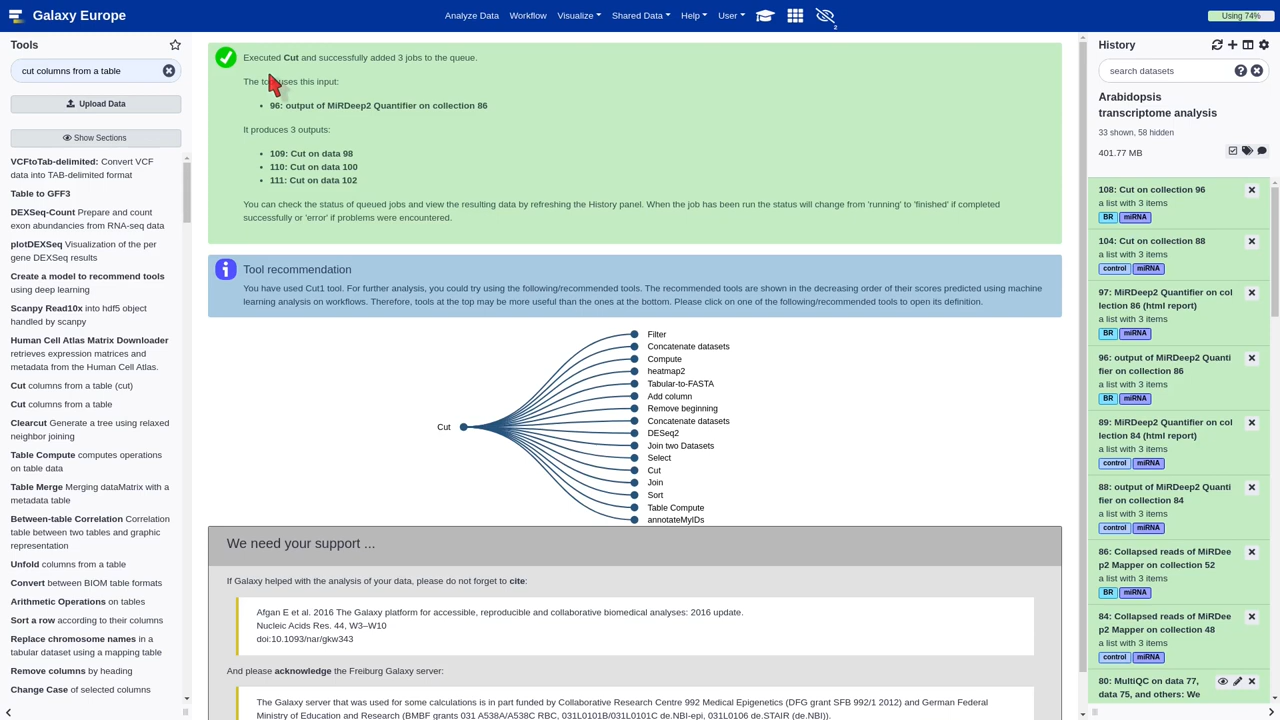 Galaxy Europe
Analyze Data
Workflow
Visualize
Shared Data
Help
User
2
Using 74%
Tools
cut columns from a table
Upload Data
Show Sections
VCFtoTab-delimited: Convert VCF
data into TAB-delimited format
Table to GFF3
DEXSeq-Count Prepare and count
exon abundancies from RNA-seq data
plotDEXSeq Visualization of the per
gene DEXSeq results
Create a model to recommend tools
using deep learning
Scanpy Read10x into hdf5 object
handled by scanpy
Human Cell Atlas Matrix Downloader
retrieves expression matrices and
metadata from the Human Cell Atlas.
Cut columns from a table (cut)
Cut columns from a table
Clearcut Generate a tree using relaxed
neighbor joining
Table Compute computes operations
on table data
Table Merge Merging dataMatrix with a
metadata table
Between-table Correlation Correlation
table between two tables and graphic
representation
Unfold columns from a table
Convert between BIOM table formats
Arithmetic Operations on tables
Sort a row according to their columns
Replace chromosome names in a
tabular dataset using a mapping table
Remove columns by heading
Change Case of selected columns
Executed Cut and successfully added 3 jobs to the queue.
The uses this input:
96: output of MiRDeep2 Quantifier on collection 86
It produces 3 outputs:
109: Cut on data 98
110: Cut on data 100
111: Cut on data 102
You can check the status of queued jobs and view the resulting data by refreshing the History panel. When the job has been run the status will change from 'running' to 'finished' if completed
successfully or 'error' if problems were encountered.
Tool recommendation
You have used Cut1 tool. For further analysis, you could try using the following/recommended tools. The recommended tools are shown in the decreasing order of their scores predicted using machine
learning analysis on workflows. Therefore, tools at the top may be more useful than the ones at the bottom. Please click on one of the following/recommended tools to open its definition.
Cut
Filter
Concatenate datasets
Compute
heatmap2
Tabular-to-FASTA
Add column
Remove beginning
Concatenate datasets
DESeq2
Join two Datasets
Select
Cut
Join
Sort
Table Compute
annotateMyIDs
We need your support ...
If Galaxy helped with the analysis of your data, please do not forget to cite:
Afgan E et al. 2016 The Galaxy platform for accessible, reproducible and collaborative biomedical analyses: 2016 update.
Nucleic Acids Res. 44, W3–W10
doi:10.1093/nar/gkw343
And please acknowledge the Freiburg Galaxy server:
The Galaxy server that was used for some calculations is in part funded by Collaborative Research Centre 992 Medical Epigenetics (DFG grant SFB 992/1 2012) and German Federal
Ministry of Education and Research (BMBF grants 031 A538A/A538C RBC, 031L0101B/031L0101C de.NBI-epi, 031L0106 de.STAIR (de.NBI)).
History
search datasets
Arabidopsis
transcriptome analysis
33 shown, 58 hidden
401.77 MB
108: Cut on collection 96
a list with 3 items
BR miRNA
104: Cut on collection 88
a list with 3 items
control miRNA
97: MiRDeep2 Quantifier on col
lection 86 (html report)
a list with 3 items
BR miRNA
96: output of MiRDeep2 Quanti
fier on collection 86
a list with 3 items
BR miRNA
89: MiRDeep2 Quantifier on col
lection 84 (html report)
a list with 3 items
control miRNA
88: output of MiRDeep2 Quanti
fier on collection 84
a list with 3 items
control miRNA
86: Collapsed reads of MiRDee
p2 Mapper on collection 52
a list with 3 items
BR miRNA
84: Collapsed reads of MiRDee
p2 Mapper on collection 48
a list with 3 items
control miRNA
80: MultiQC on data 77,
data 75, and others: We